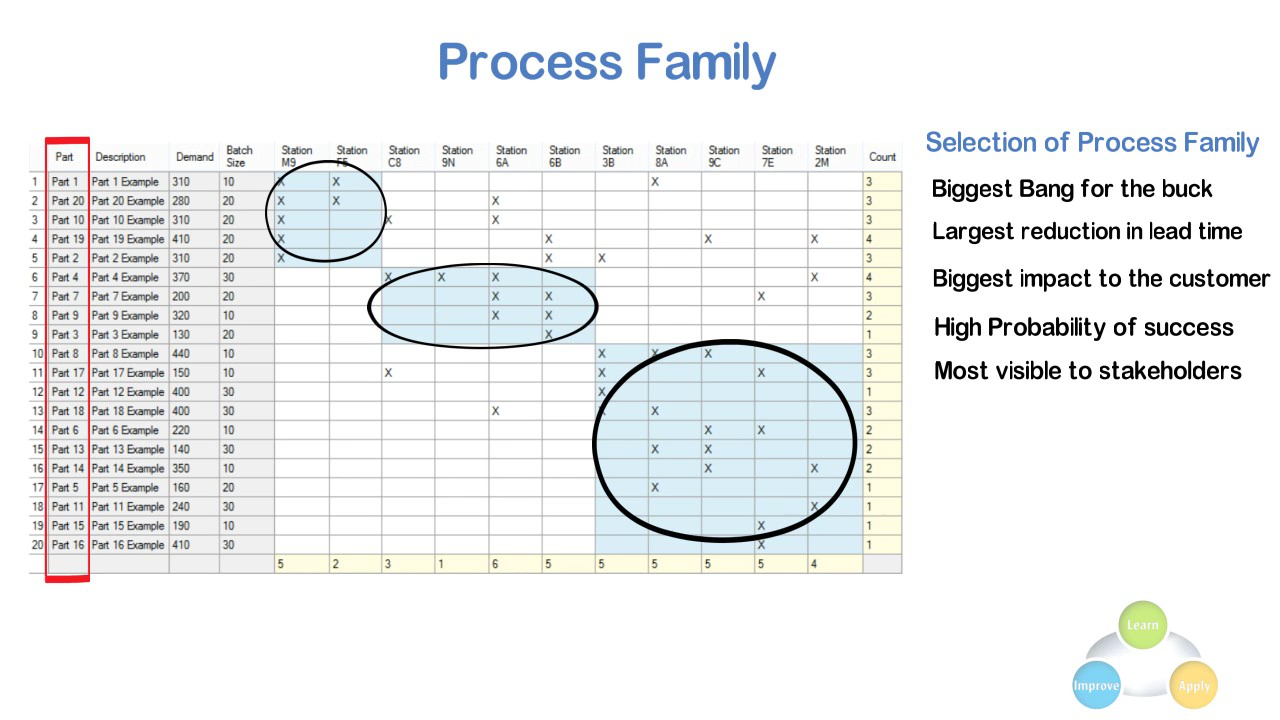 Process Family
Selection of Process Family
Biggest Bang for the buck
Largest reduction in lead time
Biggest impact to the customer
High Probability of success
Most visible to stakeholders
Part Description Demand Batch Size Station M9 Station F5 Station C8 Station 9N Station 6A Station 6B Station 3B Station 8A Station 9C Station 7E Station 2M Count
1 Part 1 Part 1 Example 310 10 X X X 3
2 Part 20 Part 20 Example 280 20 X X X 3
3 Part 10 Part 10 Example 310 20 X X X 3
4 Part 19 Part 19 Example 410 20 X X X X 4
5 Part 2 Part 2 Example 310 20 X X X 3
6 Part 4 Part 4 Example 370 30 X X X X 4
7 Part 7 Part 7 Example 200 20 X X X 3
8 Part 9 Part 9 Example 320 10 X X 2
9 Part 3 Part 3 Example 130 20 X 1
10 Part 8 Part 8 Example 440 10 X X X 3
11 Part 17 Part 17 Example 150 10 X X X 3
12 Part 12 Part 12 Example 400 30 X 1
13 Part 18 Part 18 Example 400 30 X X X 3
14 Part 6 Part 6 Example 220 10 X X 2
15 Part 13 Part 13 Example 140 30 X X 2
16 Part 14 Part 14 Example 350 10 X X 2
17 Part 5 Part 5 Example 160 20 X 1
18 Part 11 Part 11 Example 240 30 X 1
19 Part 15 Part 15 Example 190 10 X 1
20 Part 16 Part 16 Example 410 30 X 1
5 2 3 1 6 5 5 5 5 5 4
Learn
Improve
Apply